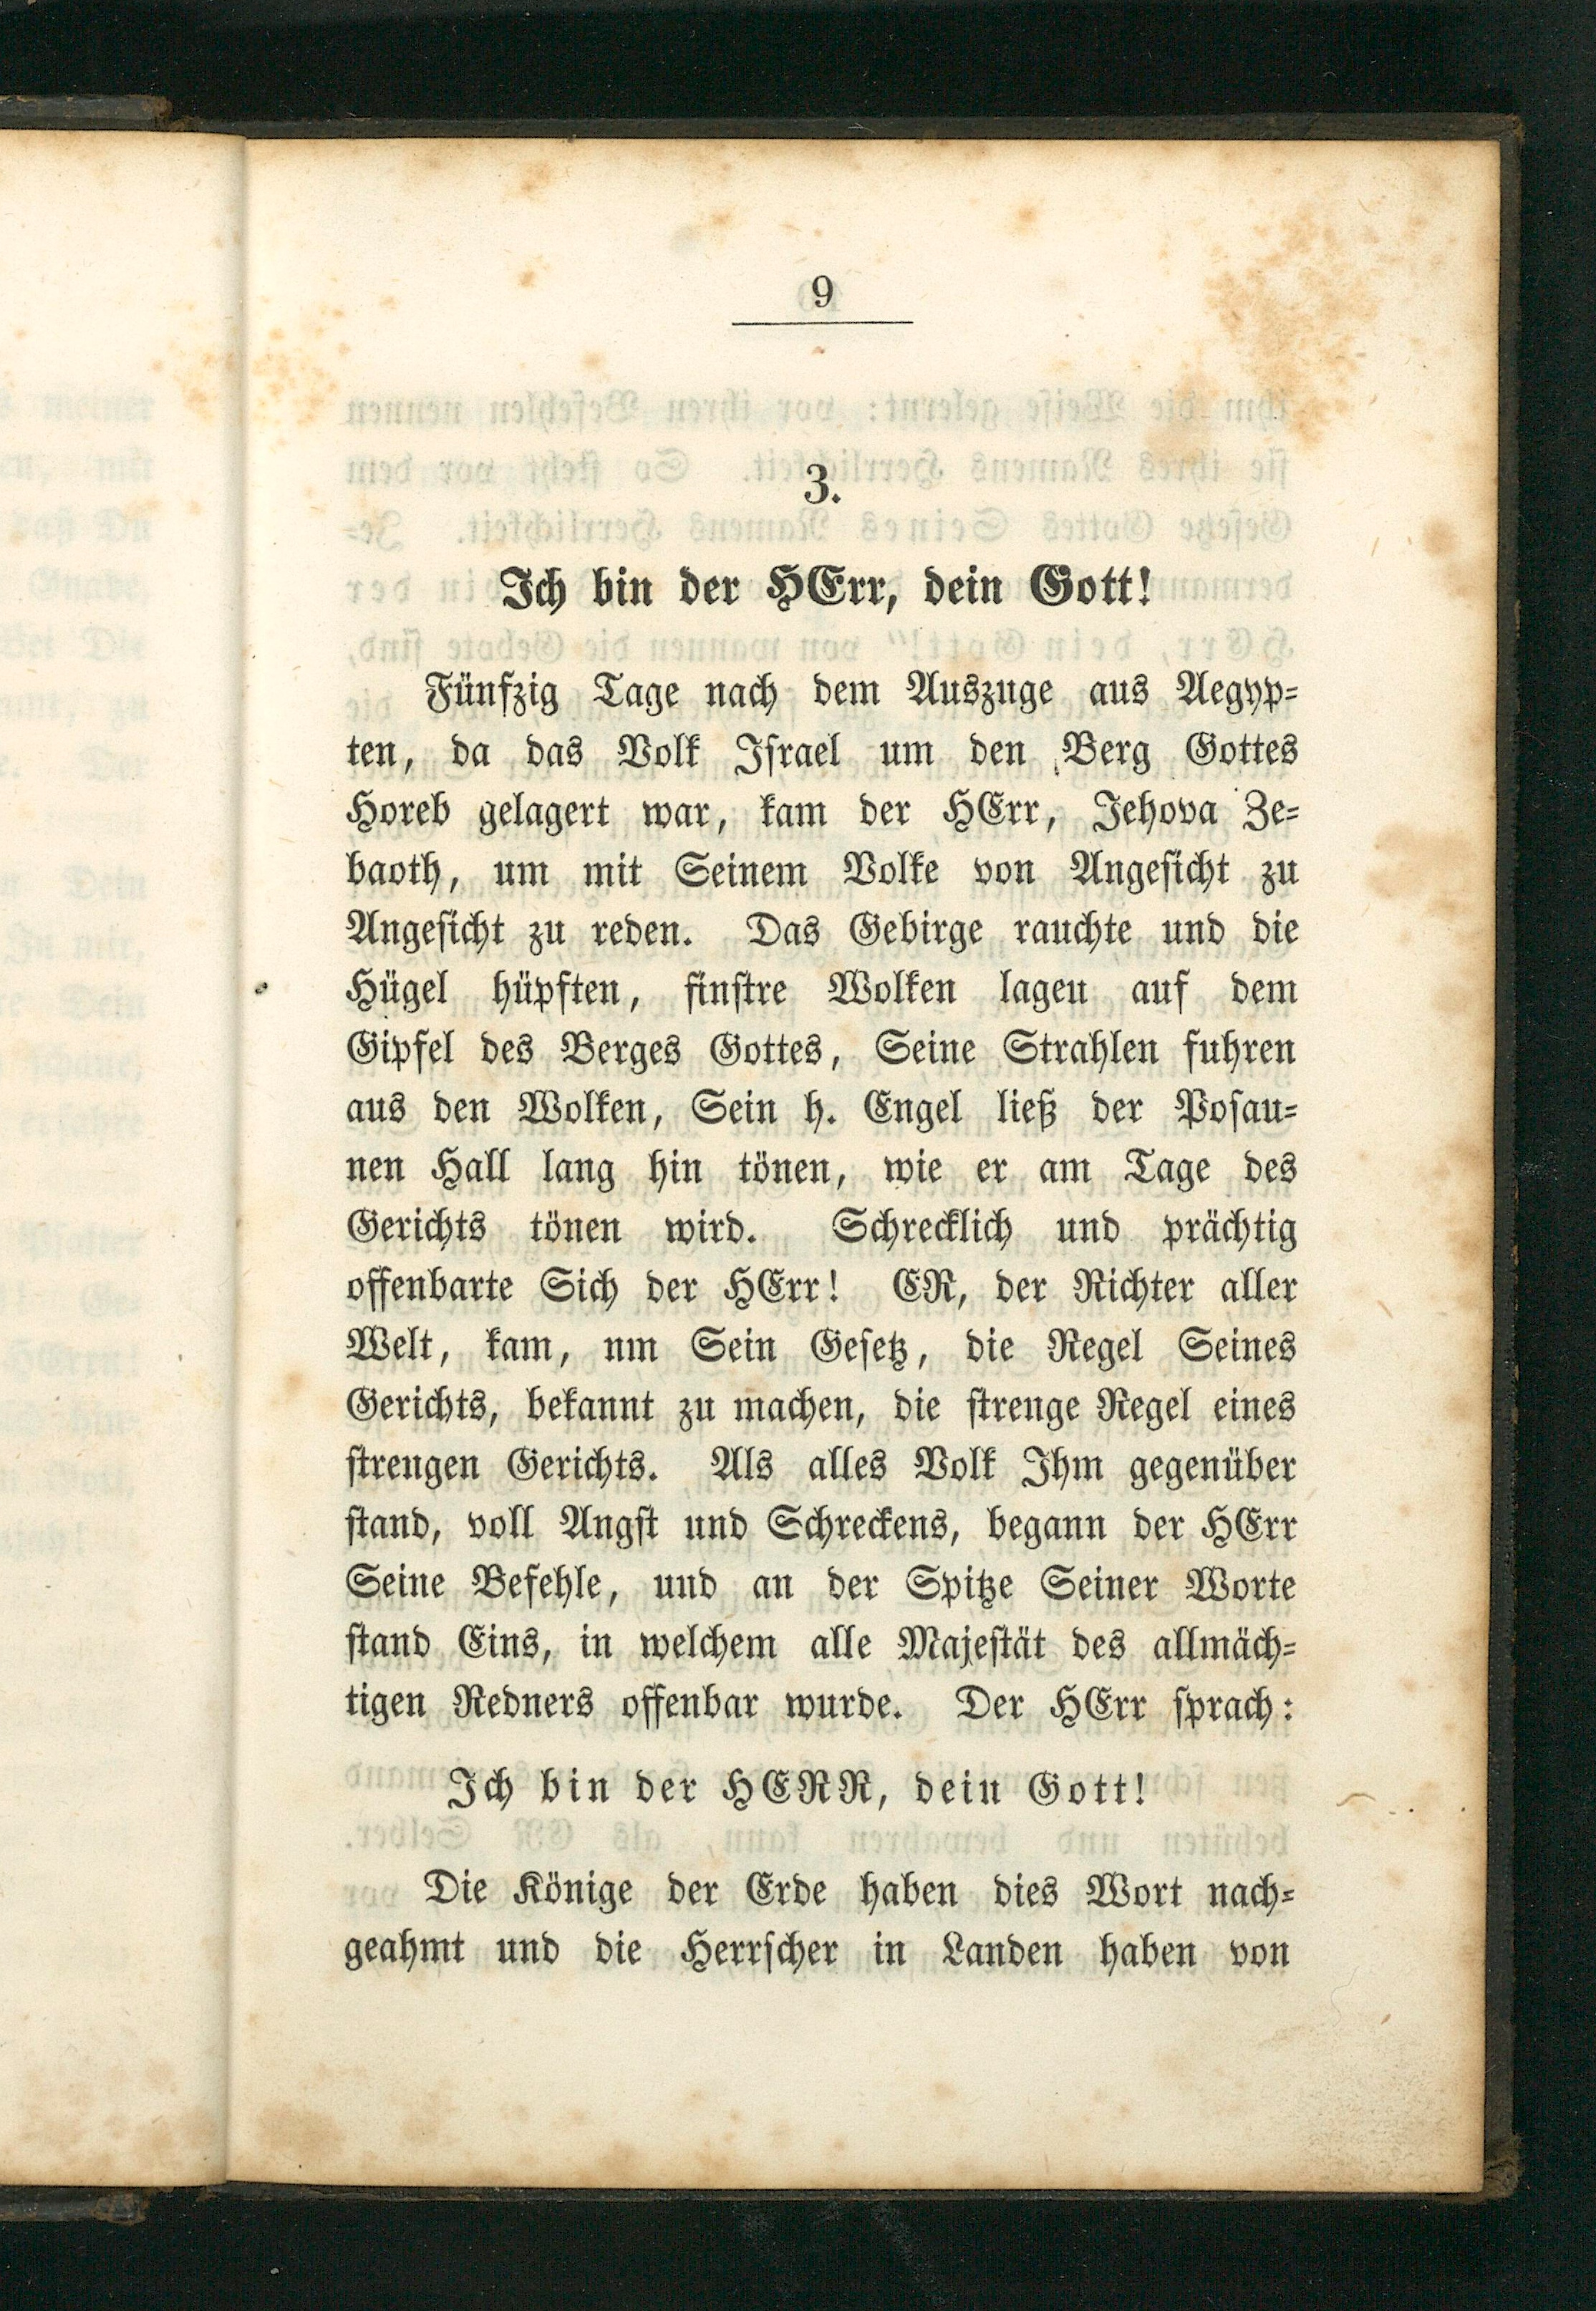 9
3.
Ich bin der HErr, dein Gott!
Fünfzig Tage nach dem Auszuge aus Aegyp-
ten, da das Volk Israel um den Berg Gottes
Horeb gelagert war, kam der HErr, Jehova Ze-
baoth, um mit Seinem Volke von Angesicht zu
Angesicht zu reden. Das Gebirge rauchte und die
Hügel hüpften, finstre Wolken lagen auf dem
Gipfel des Berges Gottes, Seine Strahlen fuhren
aus den Wolken, Sein h. Engel ließ der Posau-
nen Hall lang hin tönen, wie er am Tage des
Gerichts tönen wird. Schrecklich und prächtig
offenbarte Sich der HErr! ER, der Richter aller
Welt, kam, nm Sein Gesetz, die Regel Seines
Gerichts, bekannt zu machen, die strenge Regel eines
strengen Gerichts. Als alles Volk Ihm gegenüber
stand, voll Angst und Schreckens, begann der HErr
Seine Befehle, und an der Spitze Seiner Worte
stand Eins, in welchem alle Majestät des allmäch-
tigen Redners offenbar wurde. Der HErr sprach:
Ich bin der HERR, dein Gott!
Die Könige der Erde haben dies Wort nach-
geahmt und die Herrscher in Landen haben von